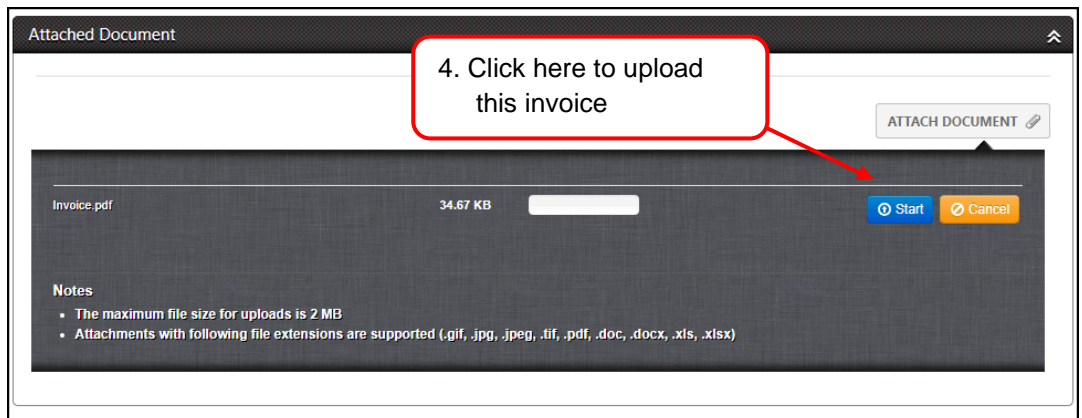 Attached Document
4. Click here to upload
this invoice
ATTACH DOCUMENT
Invoice.pdf 34.67 KB Start Cancel
Notes
• The maximum file size for uploads is 2 MB
• Attachments with following file extensions are supported (.gif, .jpg, .jpeg, .tif, .pdf, .doc, .docx, .xls, .xlsx)